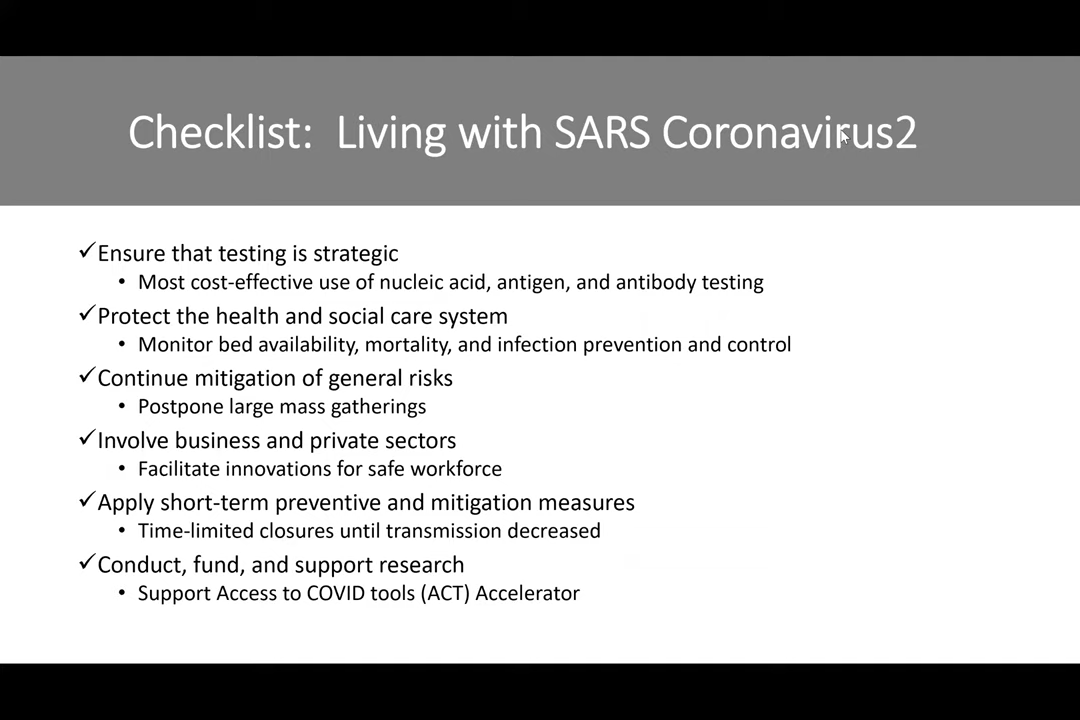 Checklist:  Living with SARS Coronavirus2
✓Ensure that testing is strategic
• Most cost-effective use of nucleic acid, antigen, and antibody testing
✓Protect the health and social care system
• Monitor bed availability, mortality, and infection prevention and control
✓Continue mitigation of general risks
• Postpone large mass gatherings
✓Involve business and private sectors
• Facilitate innovations for safe workforce
✓Apply short-term preventive and mitigation measures
• Time-limited closures until transmission decreased
✓Conduct, fund, and support research
• Support Access to COVID tools (ACT) Accelerator